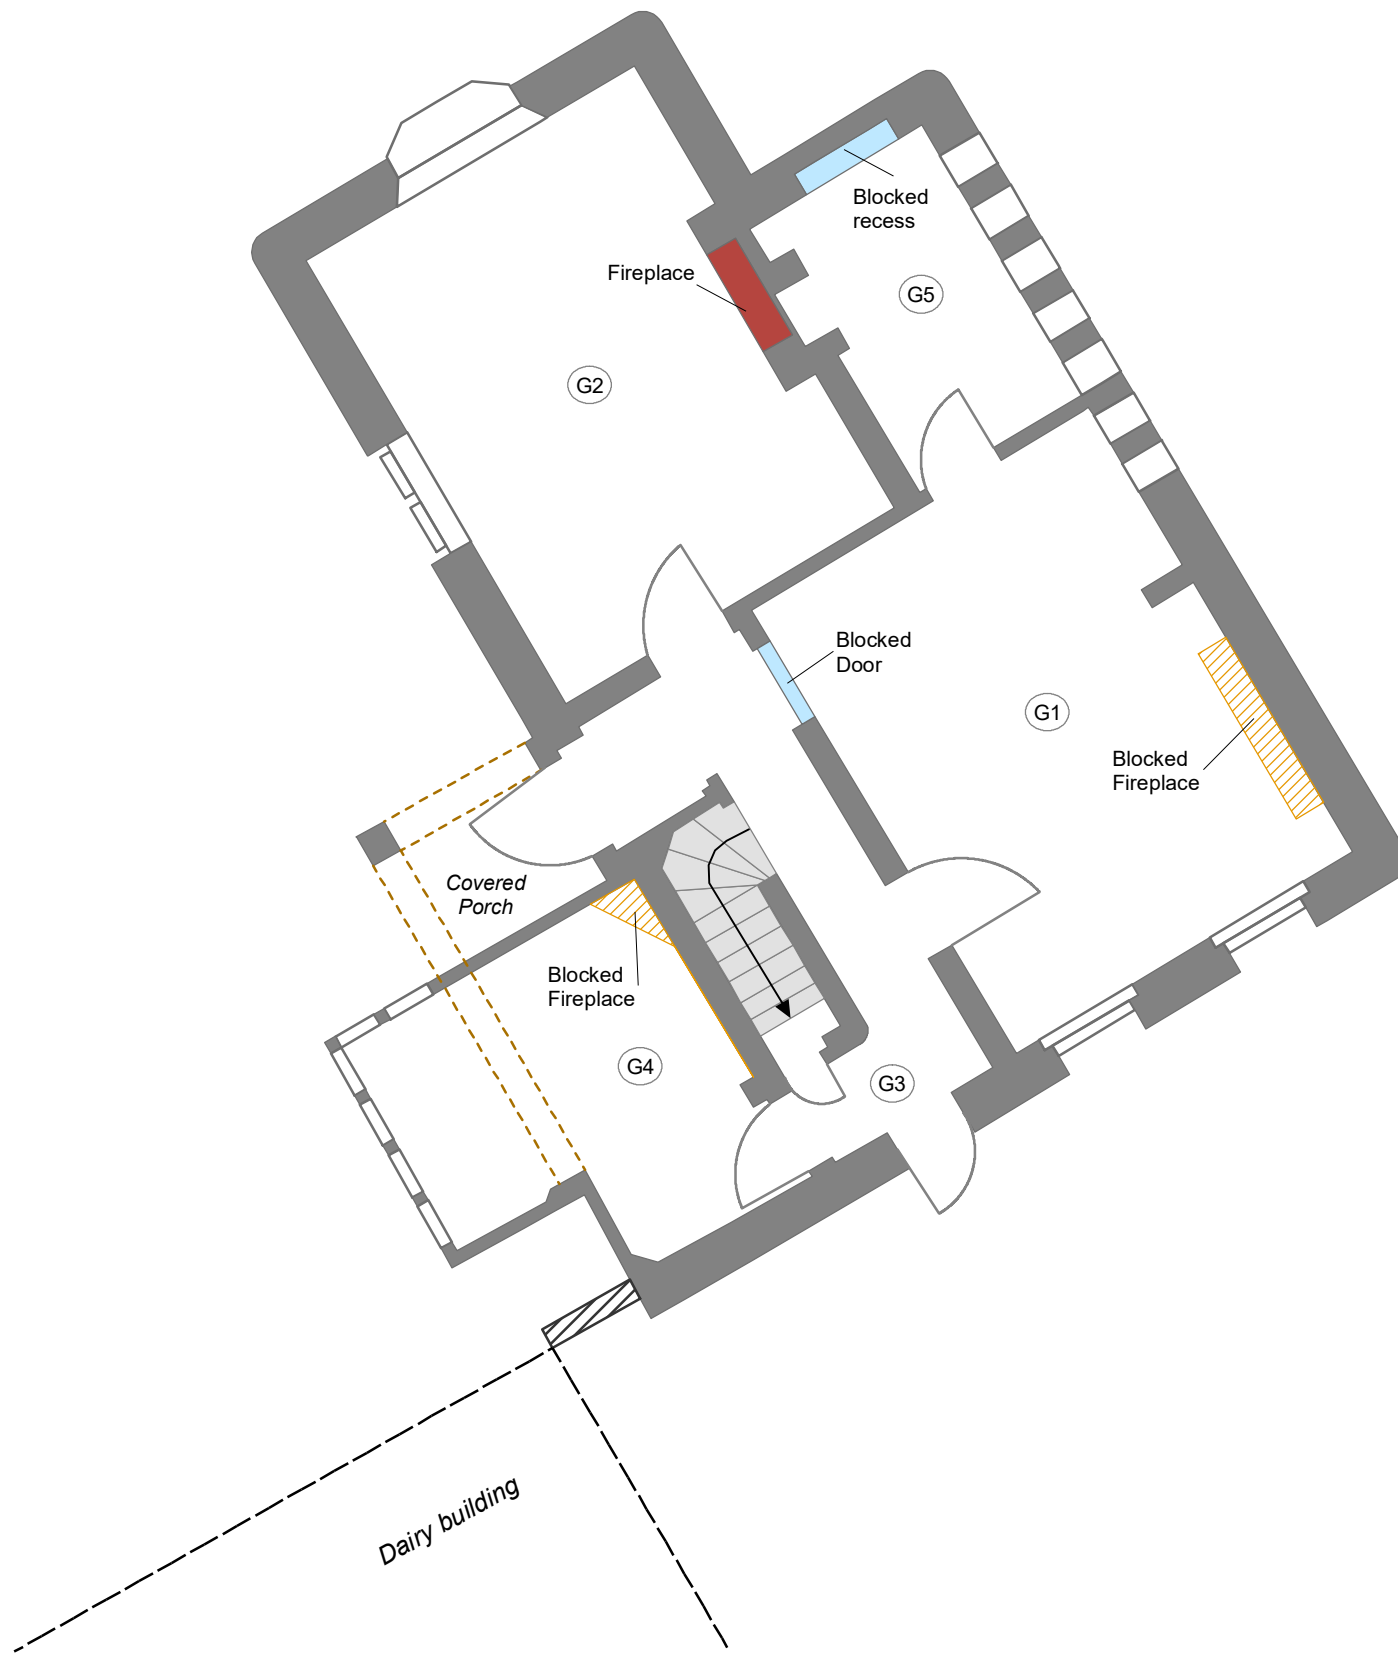 Blocked
recess
Fireplace
G5
G2
Blocked
Door
G1
Blocked
Fireplace
Covered
Porch
Blocked
Fireplace
G4
G3
Dairy building